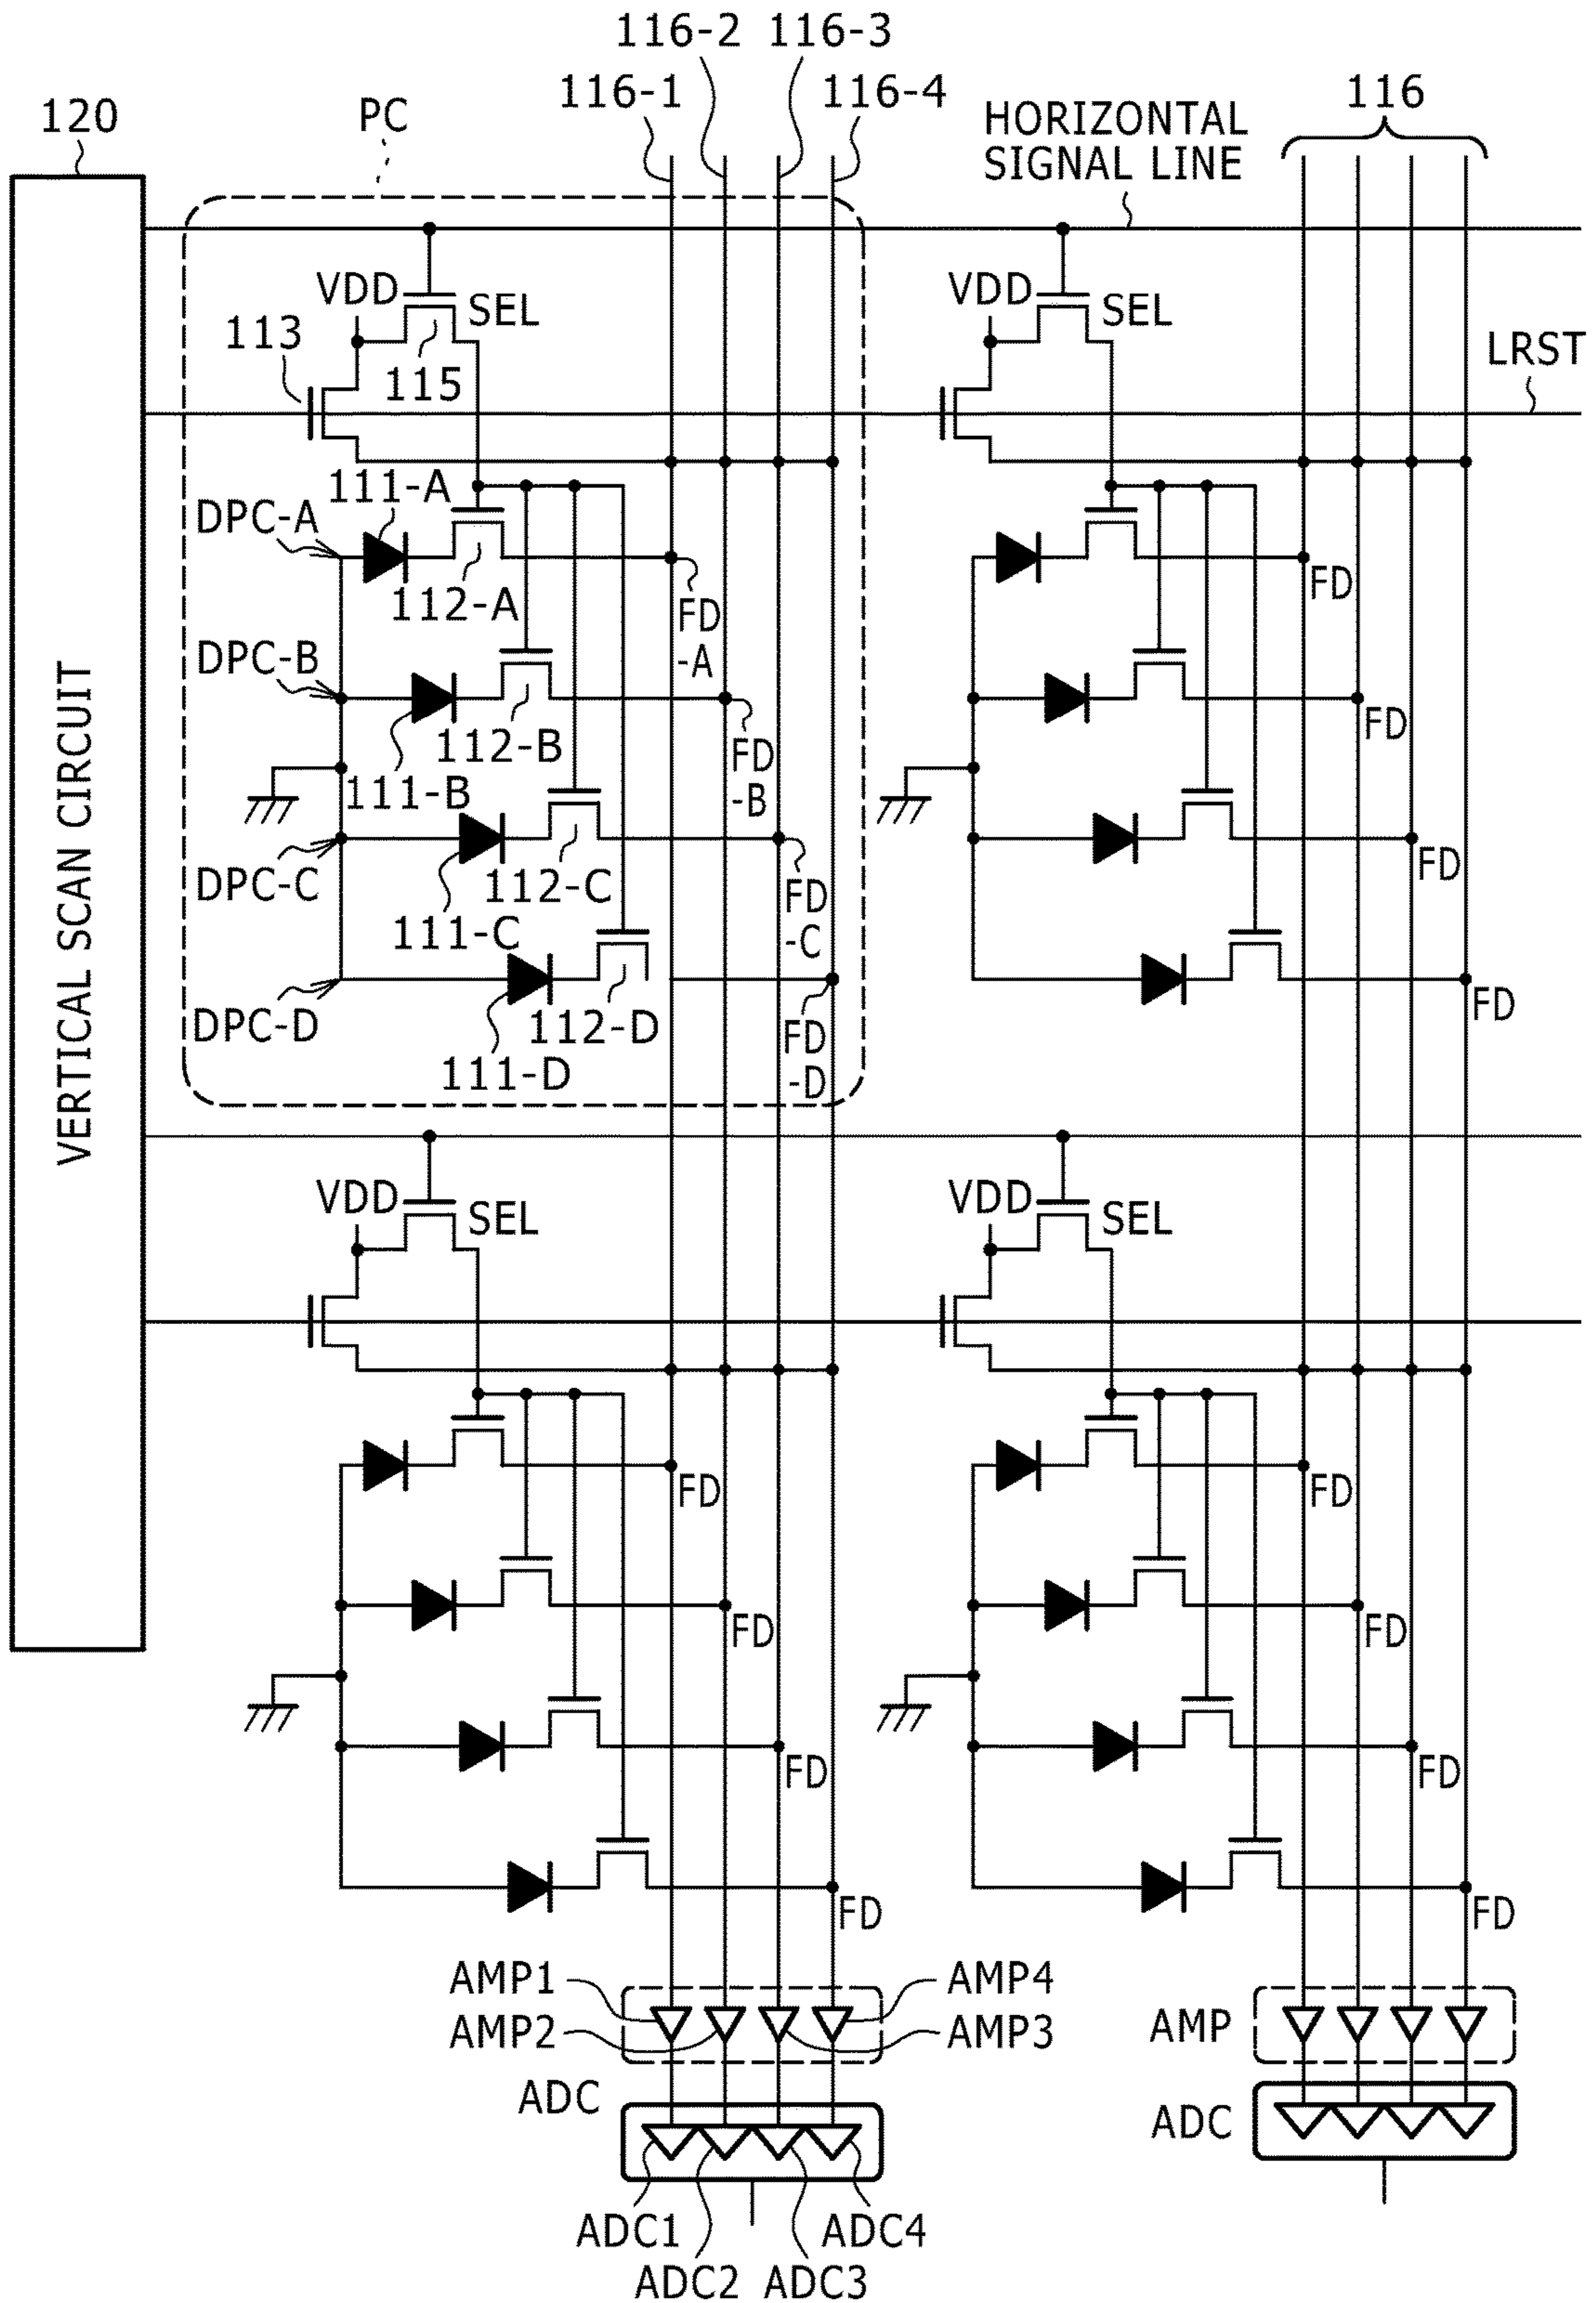 116-2 116-3
116-1
116-4
116
120
PC
HORIZONTAL
SIGNAL LINE
VDD
SEL
VDD
SEL
113
115
LRST
111-A
DPC-A
112-A
FD
-A
FD
DPC-B
112-B
111-B
FD
-B
FD
DPC-C
112-C
111-C
FD
-C
FD
DPC-D
112-D
111-D
FD
-D
FD
VERTICAL SCAN CIRCUIT
VDD
SEL
VDD
SEL
FD
FD
FD
FD
FD
FD
FD
FD
AMP1
AMP4
AMP2
AMP3
AMP
ADC
ADC
ADC1
ADC4
ADC2 ADC3